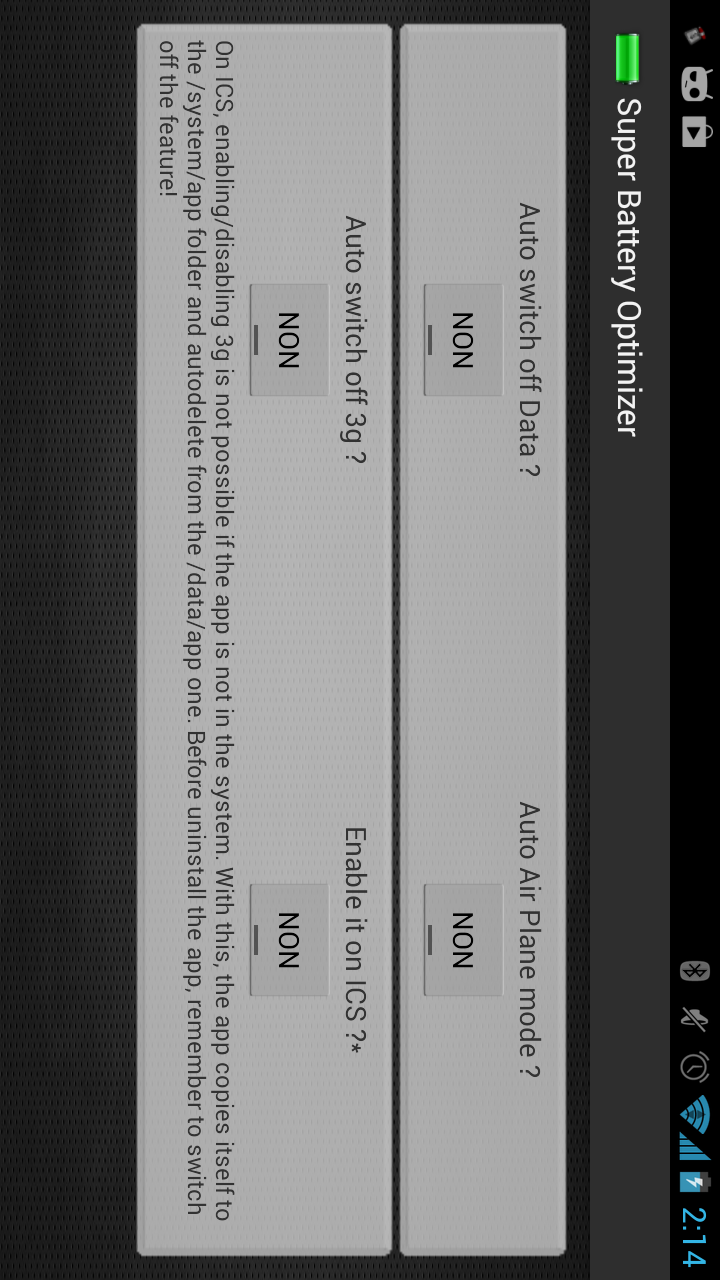 2:14
Super Battery Optimizer
Auto switch off Data ? Auto Air Plane mode ?
NON NON
Auto switch off 3g ? Enable it on ICS ?*
NON NON
On ICS, enabling/disabling 3g is not possible if the app is not in the system. With this, the app copies itself to
the /system/app folder and autodelete from the /data/app one. Before uninstall the app, remember to switch
off the feature!